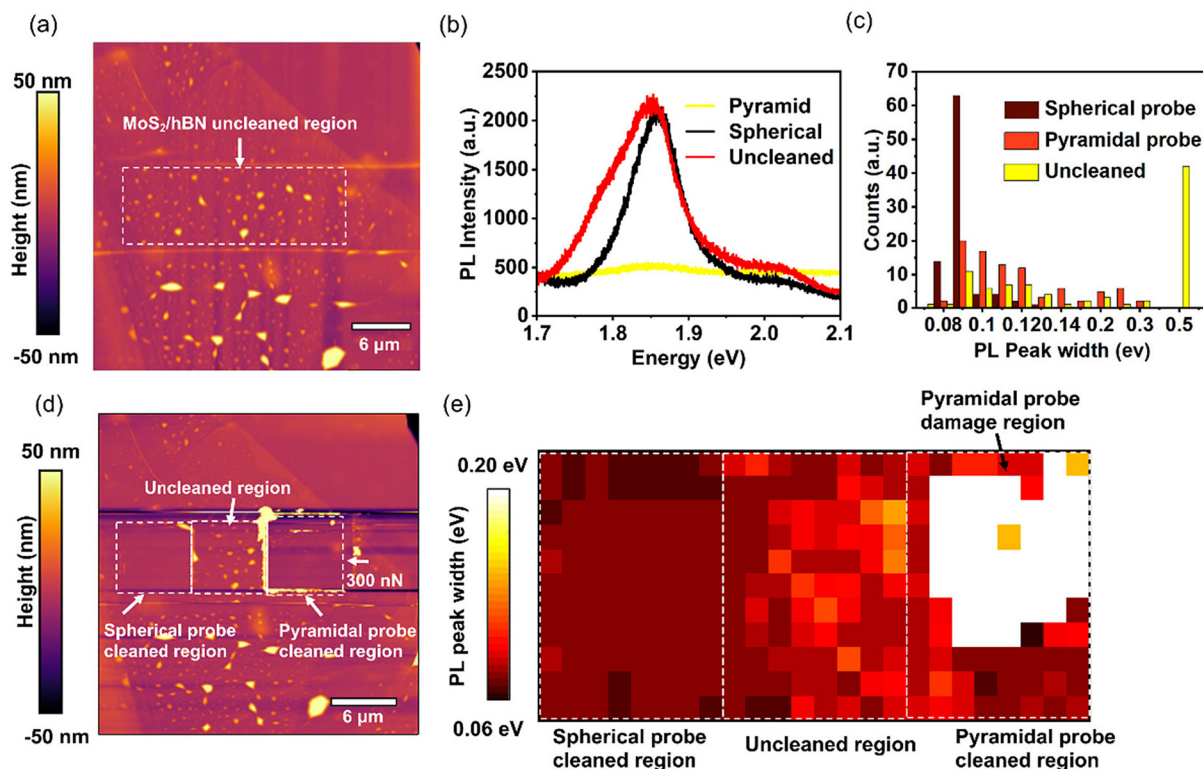 (a)
50 nm
Height (nm)
-50 nm
MoS₂/hBN uncleaned region
6 µm
(b)
PL Intensity (a.u.)
2500
2000
1500
1000
500
0
1.7 1.8 1.9 2.0 2.1
Energy (eV)
Pyramid
Spherical
Uncleaned
(c)
Counts (a.u.)
70
60
50
40
30
20
10
0
0.08 0.1 0.12 0.14 0.2 0.3 0.5
PL Peak width (ev)
Spherical probe
Pyramidal probe
Uncleaned
(d)
50 nm
Height (nm)
-50 nm
Uncleaned region
300 nN
Spherical probe
cleaned region
Pyramidal probe
cleaned region
6 µm
(e)
Pyramidal probe
damage region
0.20 eV
PL peak width (eV)
0.06 eV
Spherical probe
cleaned region
Uncleaned region
Pyramidal probe
cleaned region